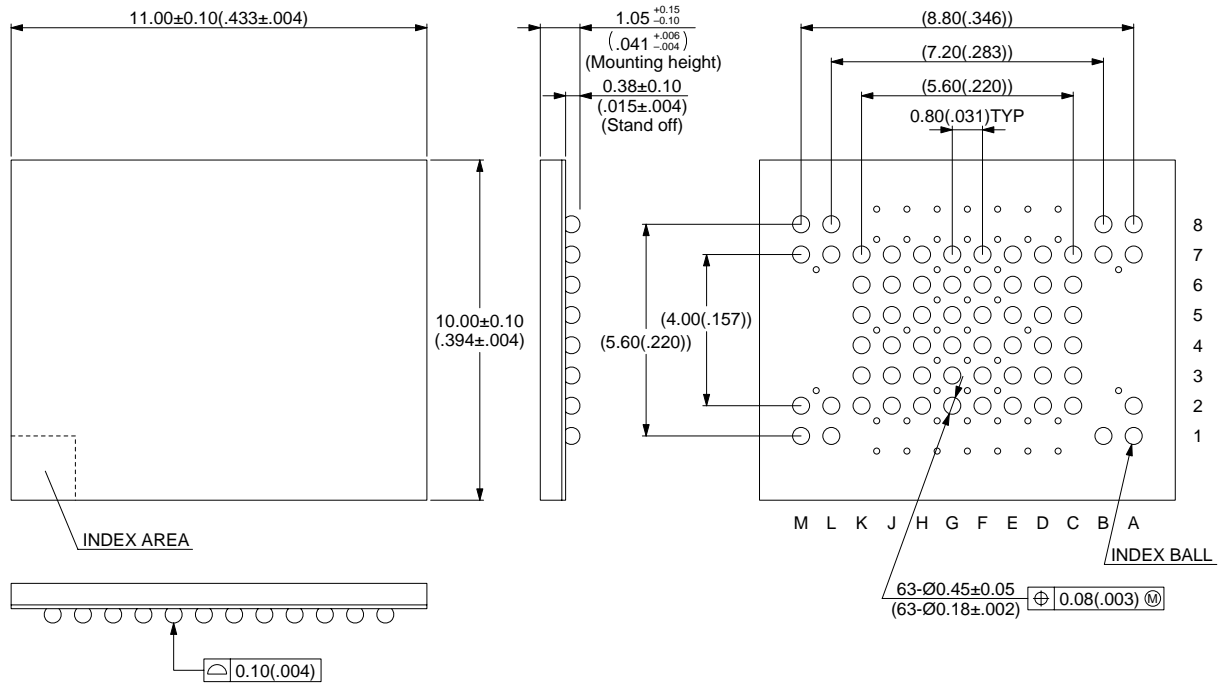 11.00±0.10(.433±.004)
1.05 +0.15 −0.10
(.041 +.006 −.004)
(Mounting height)
0.38±0.10
(.015±.004)
(Stand off)
(8.80(.346))
(7.20(.283))
(5.60(.220))
0.80(.031)TYP
10.00±0.10
(.394±.004)
(5.60(.220))
(4.00(.157))
8
7
6
5
4
3
2
1
M L K J H G F E D C B A
INDEX AREA
INDEX BALL
63-Ø0.45±0.05
(63-Ø0.18±.002)
⌖ 0.08(.003) Ⓜ
⌓ 0.10(.004)